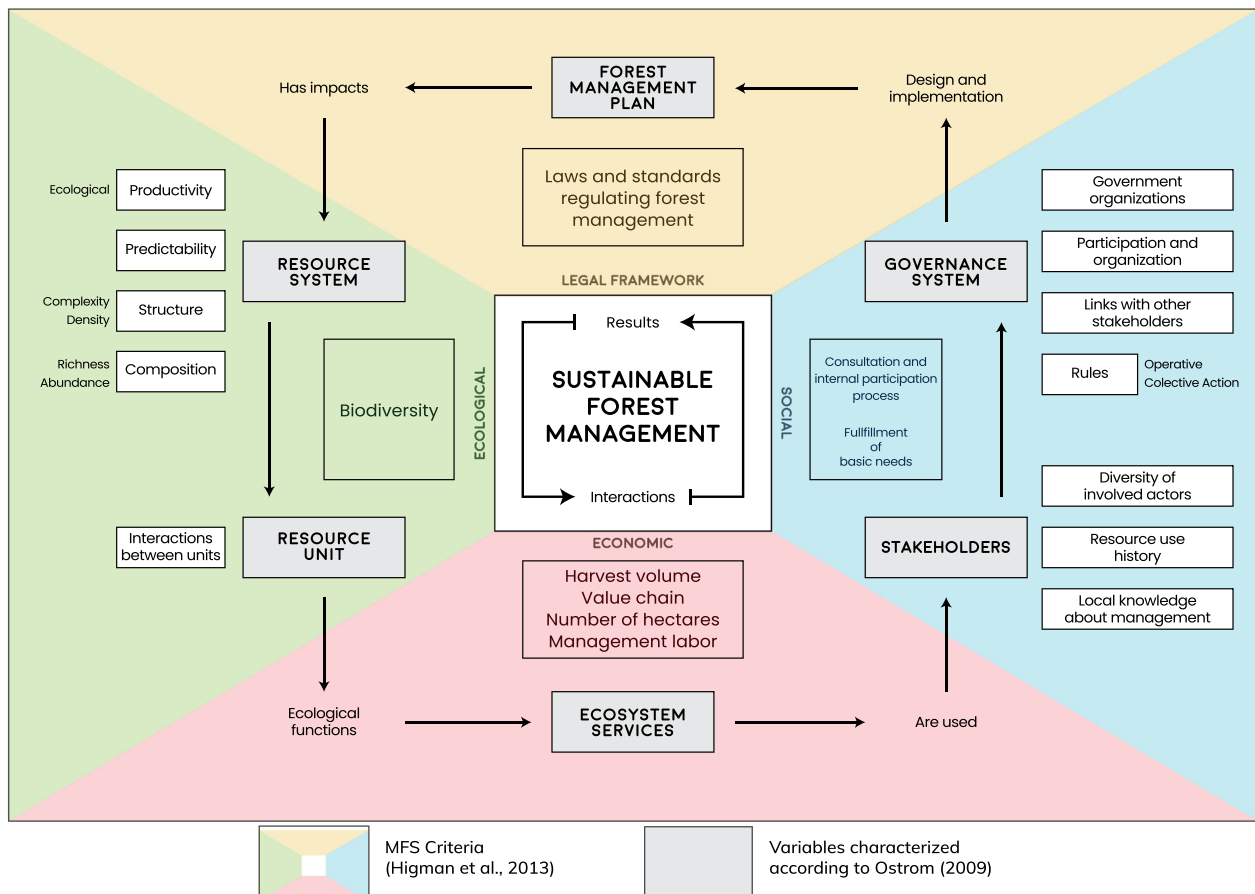 Has impacts
FOREST
MANAGEMENT
PLAN
Design and
implementation
Laws and standards
regulating forest
management
LEGAL FRAMEWORK
Ecological
Productivity
Predictability
Complexity
Density
Structure
Richness
Abundance
Composition
RESOURCE
SYSTEM
Biodiversity
ECOLOGICAL
Interactions
between units
RESOURCE
UNIT
Results
SUSTAINABLE
FOREST
MANAGEMENT
Interactions
SOCIAL
Consultation and
internal participation
process
Fullfillment
of
basic needs
GOVERNANCE
SYSTEM
Government
organizations
Participation and
organization
Links with other
stakeholders
Rules
Operative
Colective Action
STAKEHOLDERS
Diversity of
involved actors
Resource use
history
Local knowledge
about management
ECONOMIC
Harvest volume
Value chain
Number of hectares
Management labor
Ecological
functions
ECOSYSTEM
SERVICES
Are used
MFS Criteria
(Higman et al., 2013)
Variables characterized
according to Ostrom (2009)